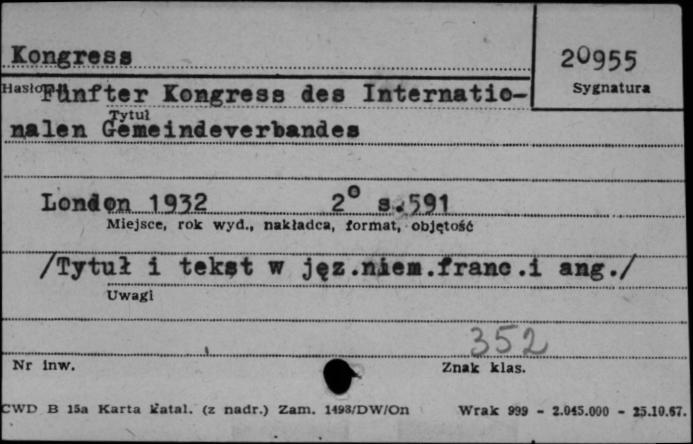 Kongress
20955
Hasło
Sygnatura
Fünfter Kongress des Internatio-
Tytuł
nalen Gemeindeverbandes
London 1932 2° s.591
Miejsce, rok wyd., nakładca, format, objętość
/Tytuł i tekst w jęz.niem.franc.i ang./
Uwagi
352
Nr inw.
Znak klas.
CWD B 15a Karta katal. (z nadr.) Zam. 1493/DW/On Wrak 999 - 2.045.000 - 25.10.67.